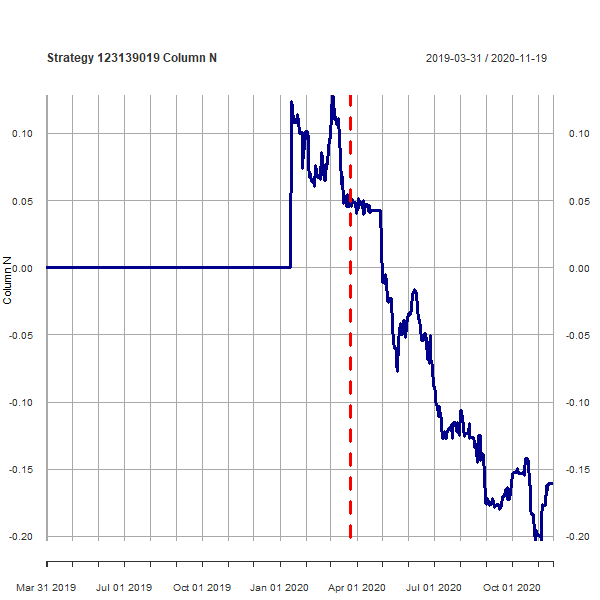 Strategy 123139019 Column N
2019-03-31 / 2020-11-19
0.10
0.10
0.05
0.05
0.00
0.00
Column N
-0.05
-0.05
-0.10
-0.10
-0.15
-0.15
-0.20
-0.20
Mar 31 2019
Jul 01 2019
Oct 01 2019
Jan 01 2020
Apr 01 2020
Jul 01 2020
Oct 01 2020